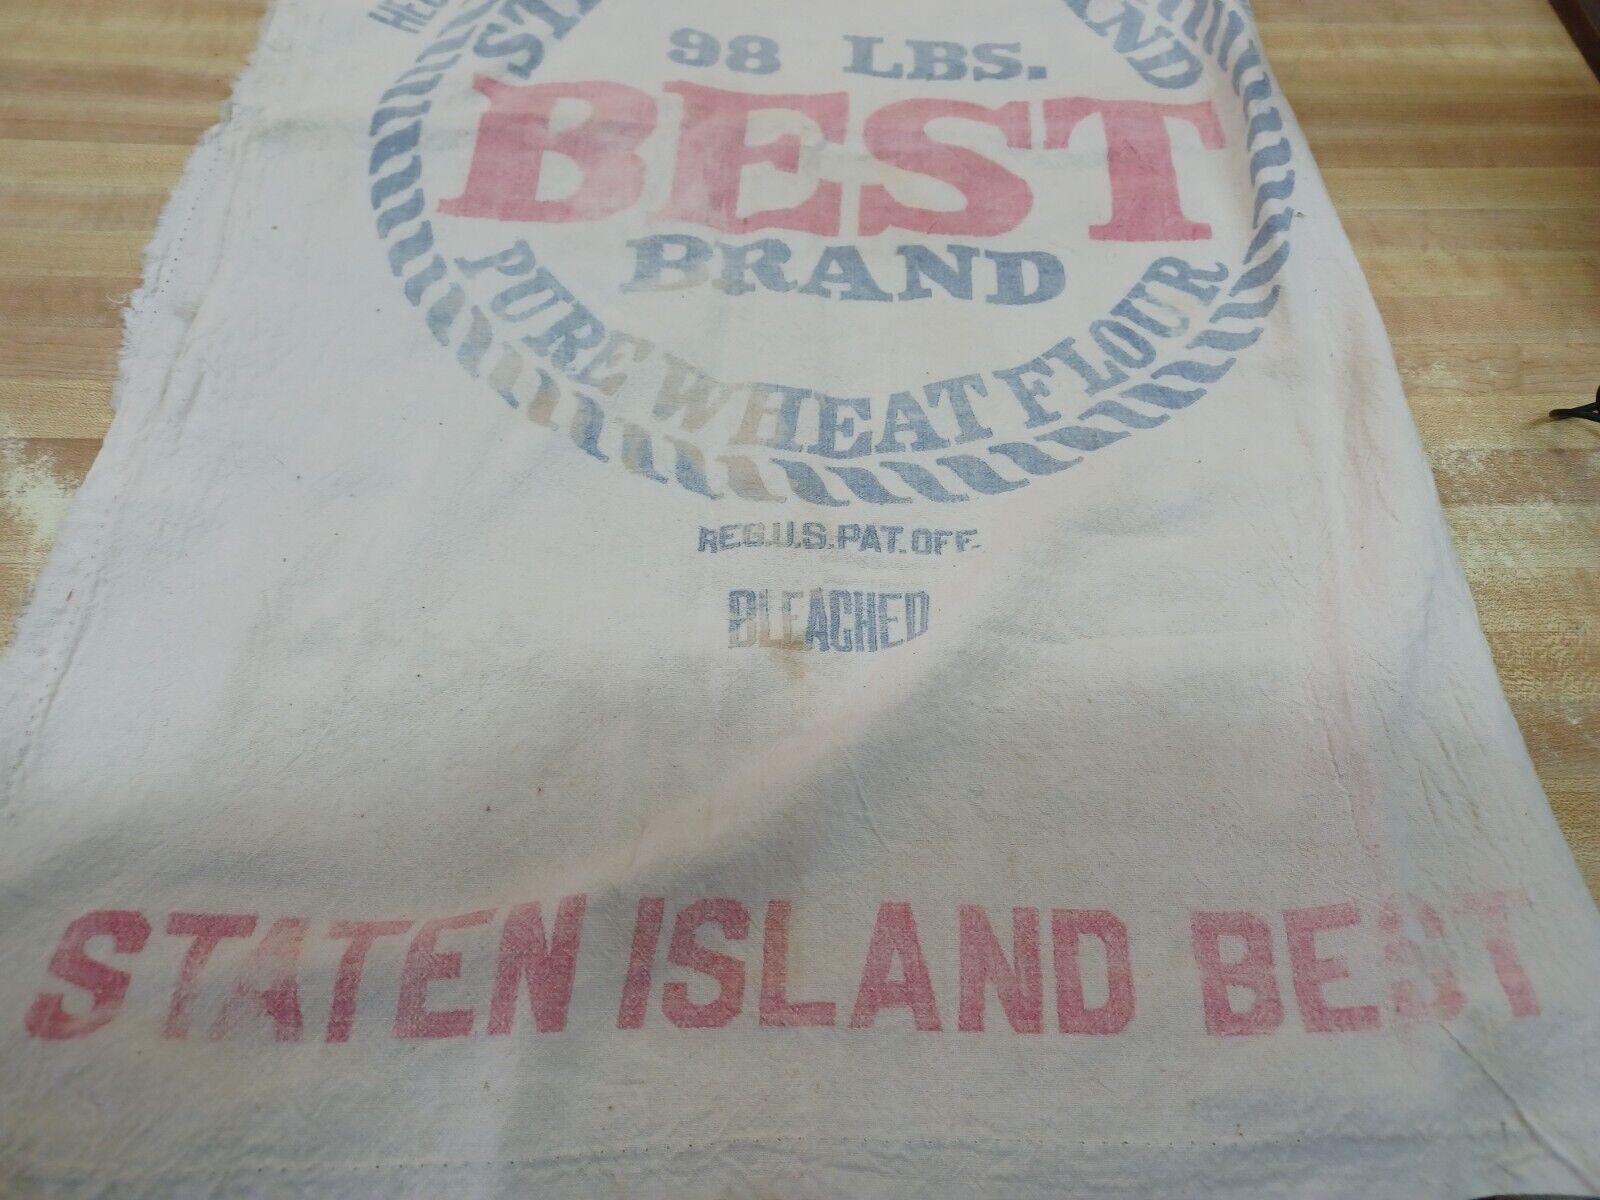 98 LBS.
BEST
BRAND
PURE WHEAT FLOUR
REG.U.S.PAT.OFF.
BLEACHED
STATEN ISLAND BEST